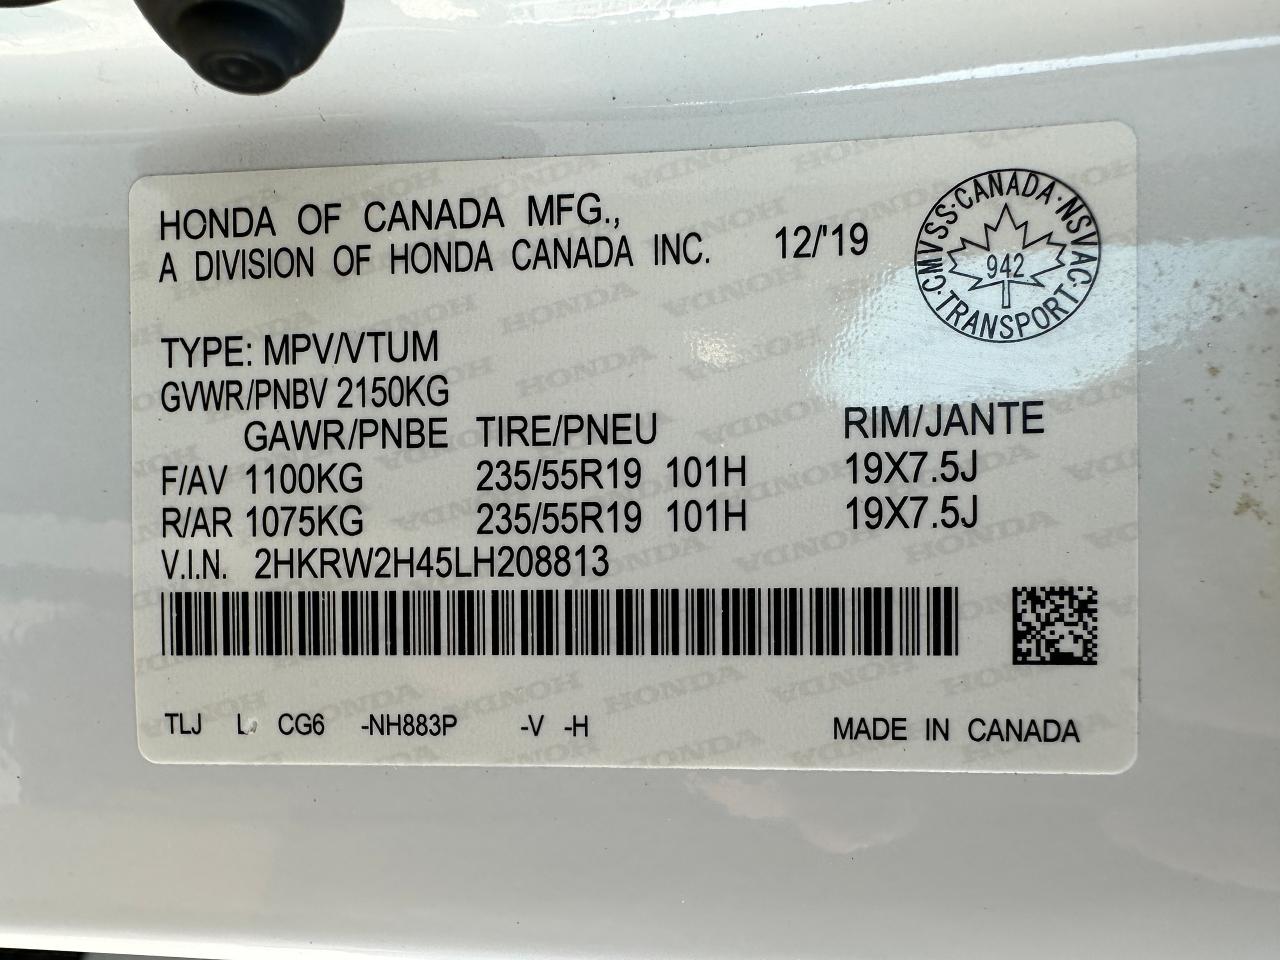 HONDA OF CANADA MFG.,
A DIVISION OF HONDA CANADA INC. 12/'19
CMVSS·CANADA·NSVAC·TRANSPORT·
942
TYPE: MPV/VTUM
GVWR/PNBV 2150KG
GAWR/PNBE TIRE/PNEU RIM/JANTE
F/AV 1100KG 235/55R19 101H 19X7.5J
R/AR 1075KG 235/55R19 101H 19X7.5J
V.I.N. 2HKRW2H45LH208813
TLJ L CG6 -NH883P -V -H MADE IN CANADA